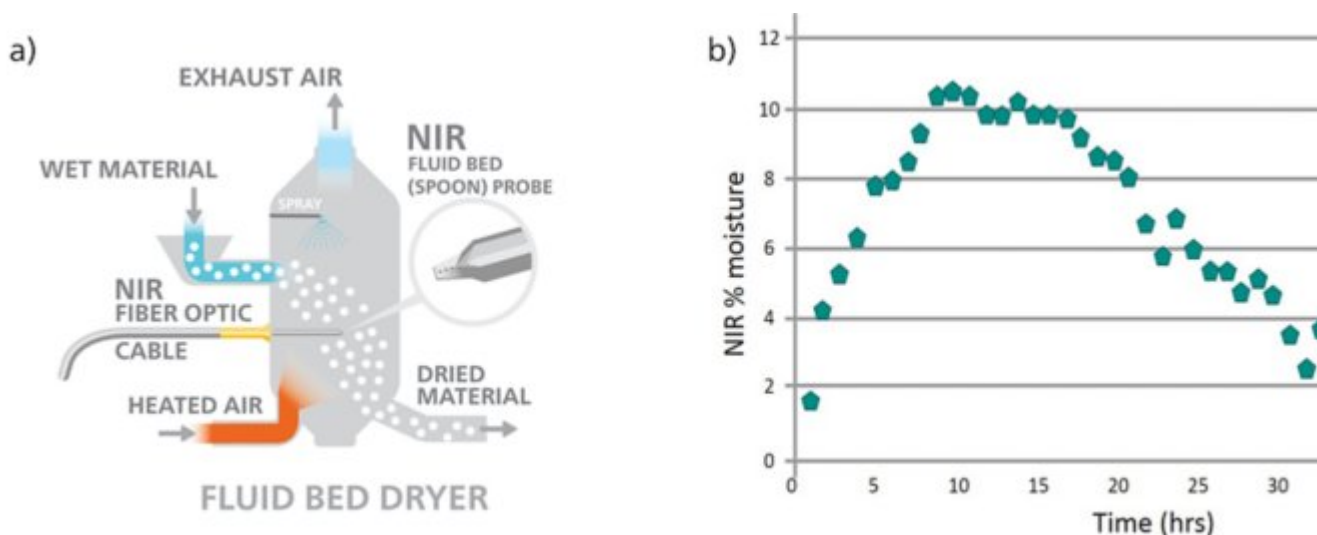 a)
EXHAUST AIR
WET MATERIAL
NIR
FLUID BED
(SPOON) PROBE
SPRAY
NIR
FIBER OPTIC
CABLE
HEATED AIR
DRIED
MATERIAL
FLUID BED DRYER
b)
NIR % moisture
12
10
8
6
4
2
0
0 5 10 15 20 25 30
Time (hrs)